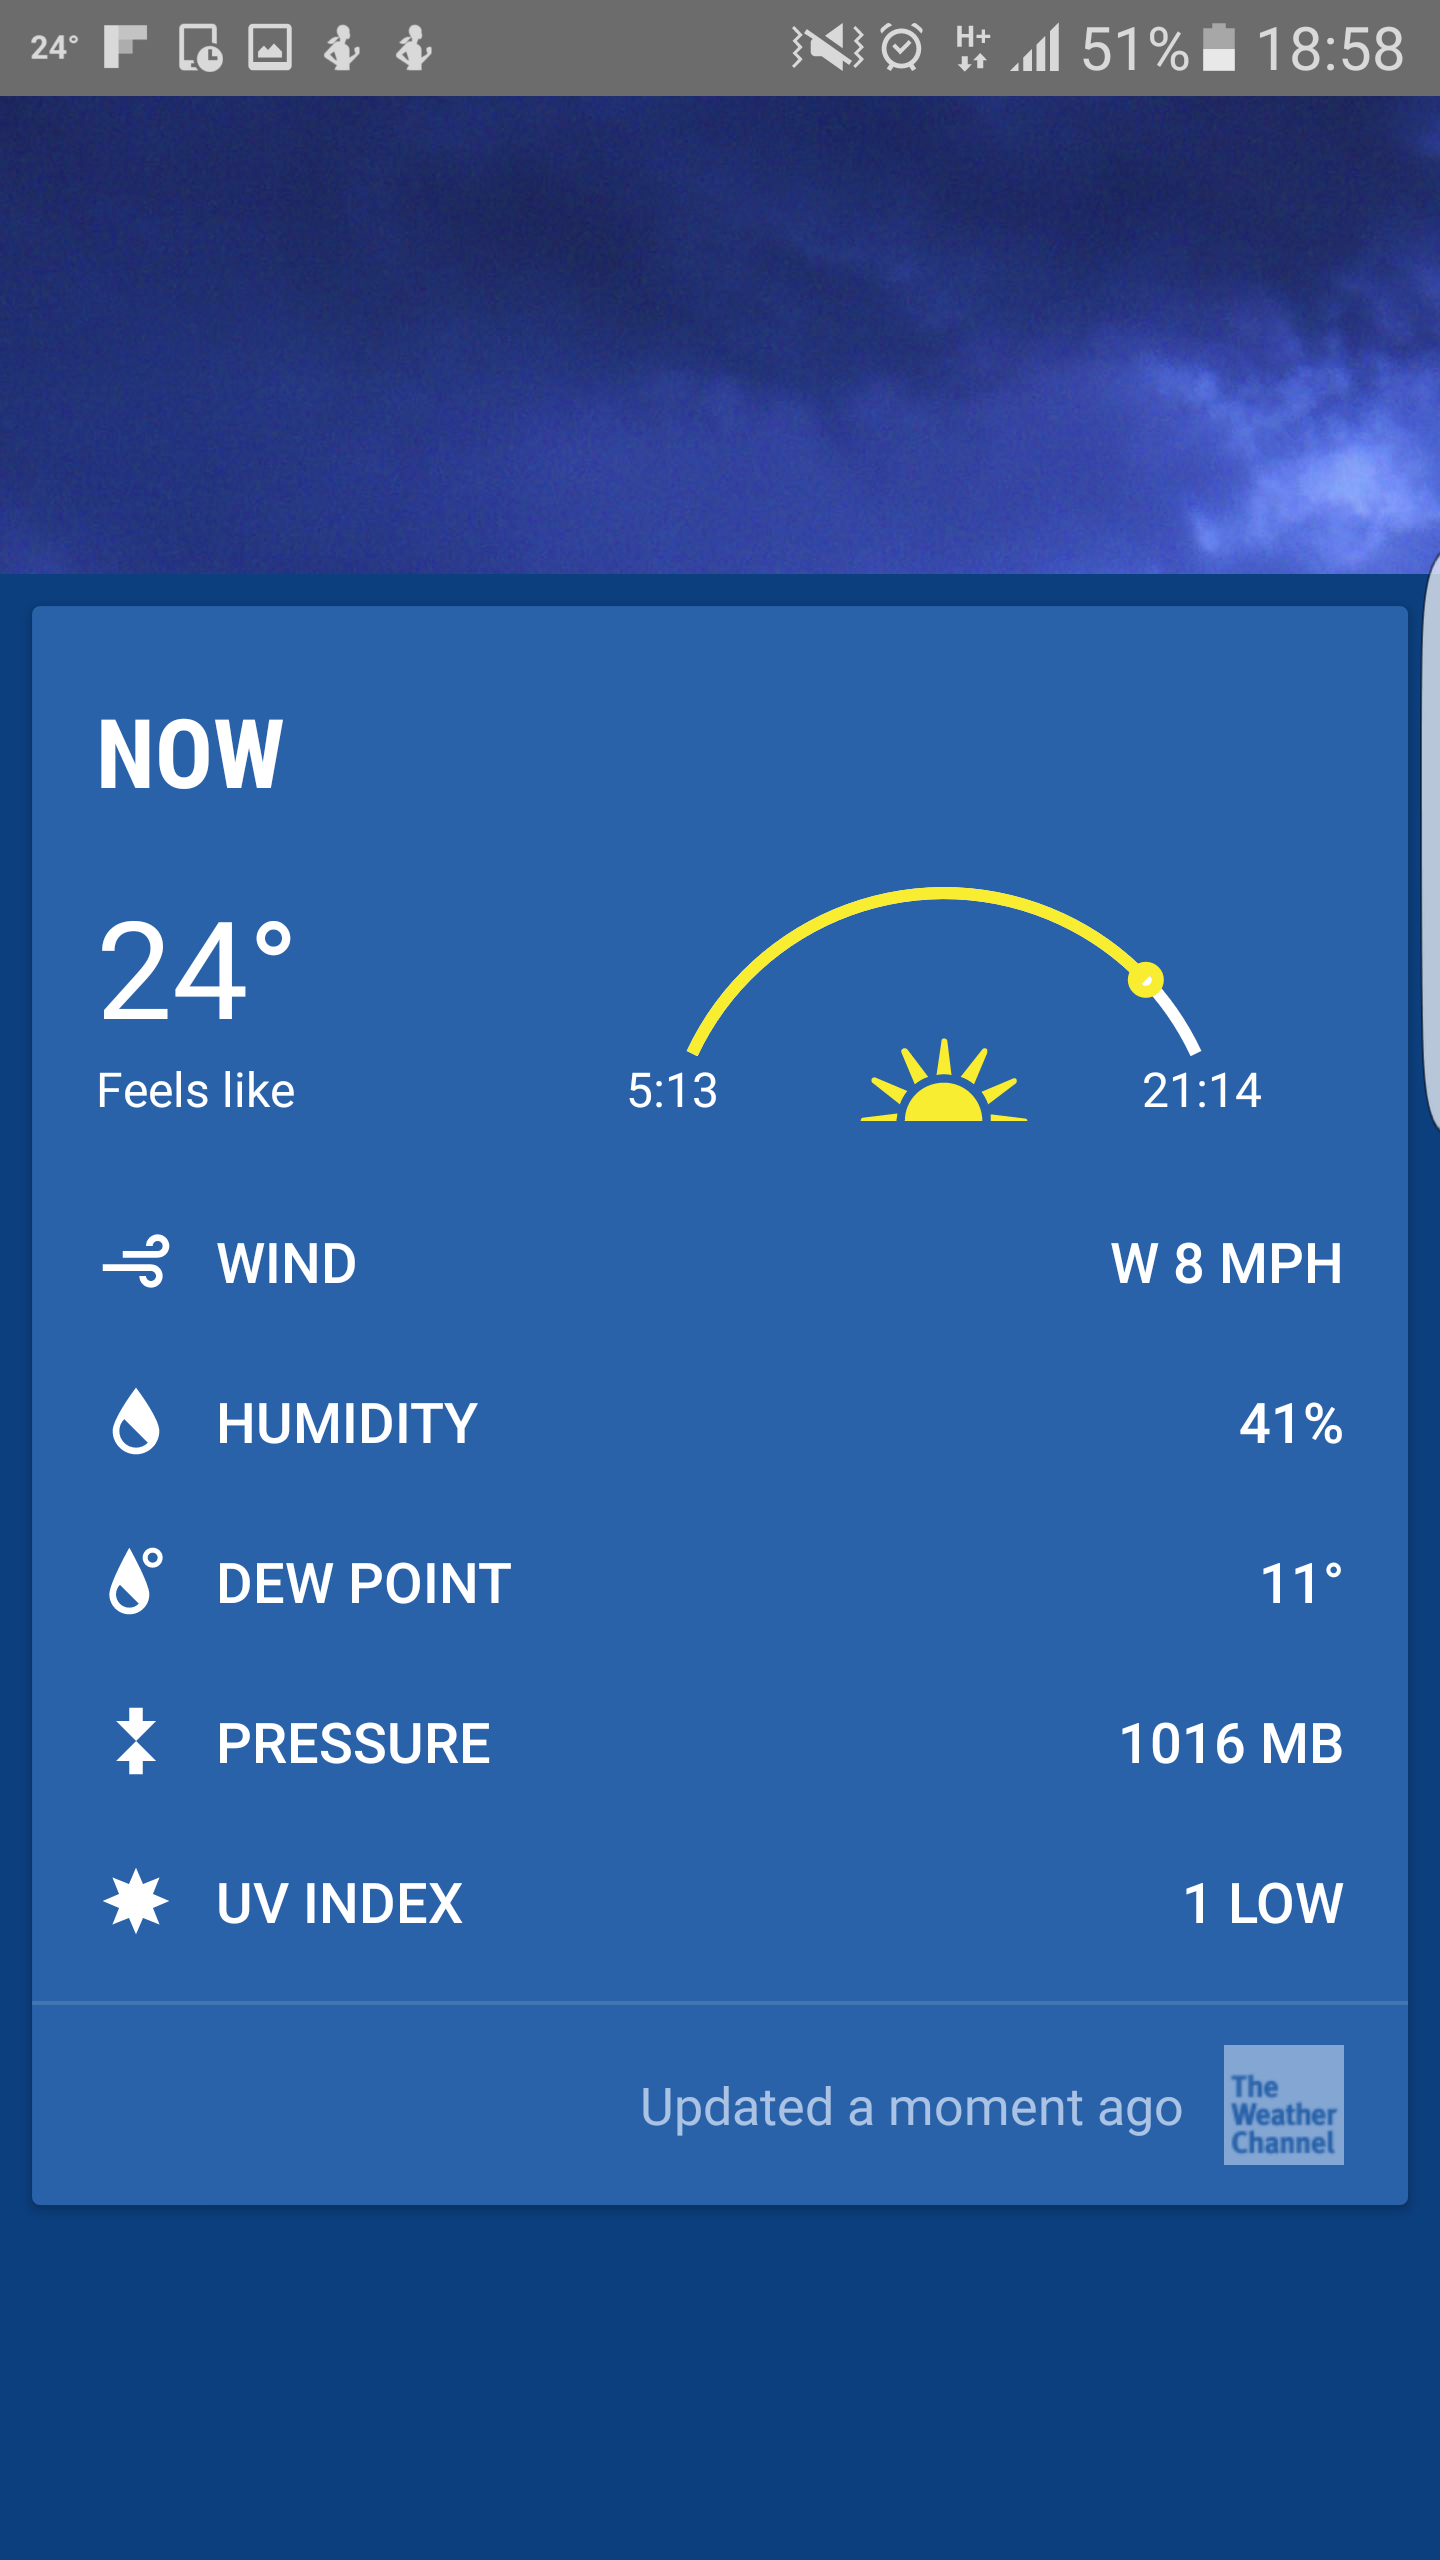 24° H+ 51% 18:58
NOW
24°
Feels like
5:13 21:14
WIND W 8 MPH
HUMIDITY 41%
DEW POINT 11°
PRESSURE 1016 MB
UV INDEX 1 LOW
Updated a moment ago
The
Weather
Channel